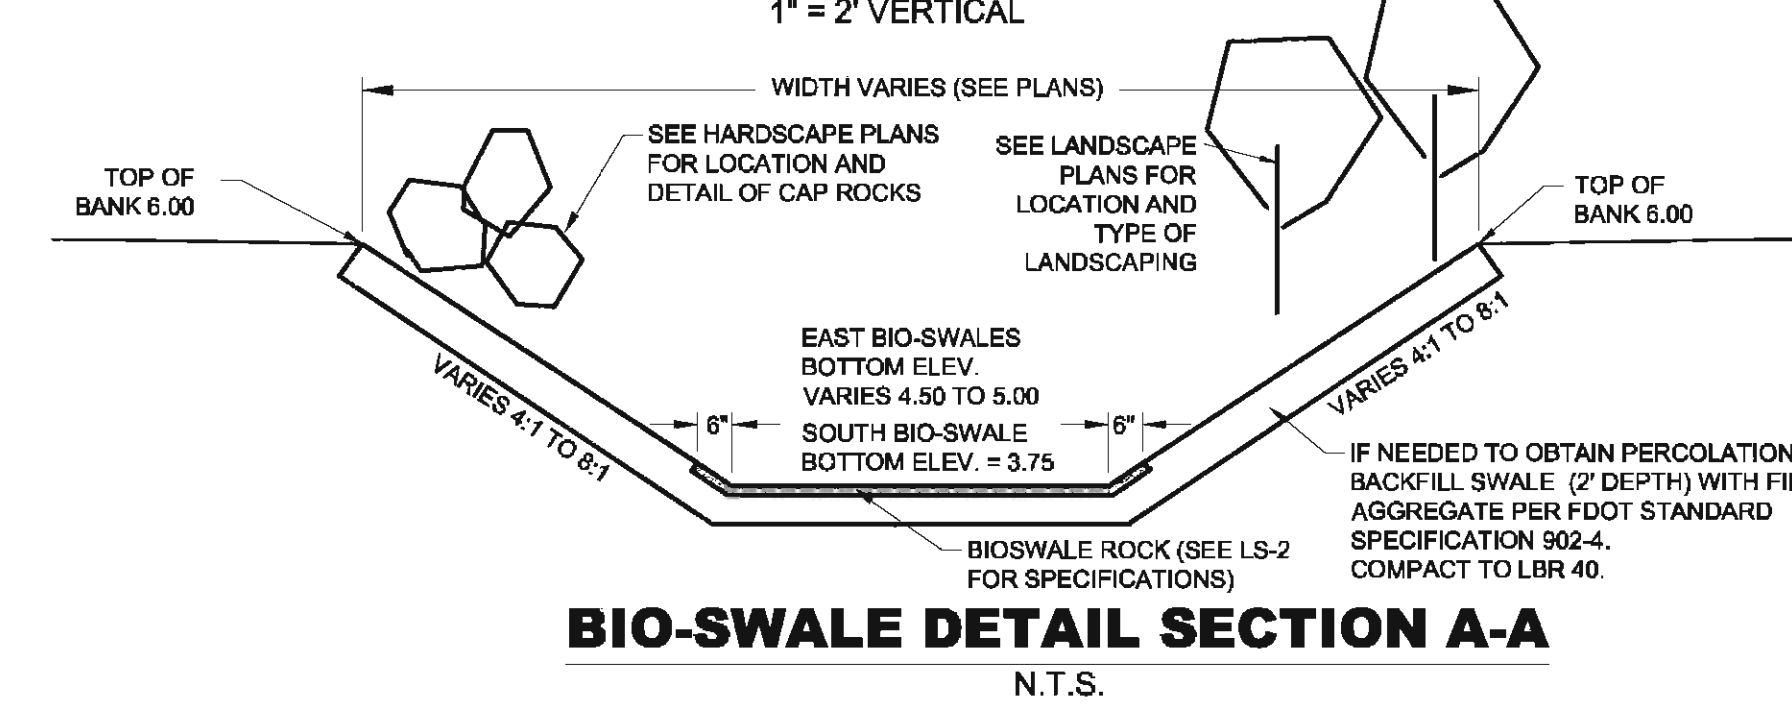 1" = 2' VERTICAL
WIDTH VARIES (SEE PLANS)
SEE HARDSCAPE PLANS
FOR LOCATION AND
DETAIL OF CAP ROCKS
SEE LANDSCAPE
PLANS FOR
LOCATION AND
TYPE OF
LANDSCAPING
TOP OF
BANK 6.00
TOP OF
BANK 6.00
VARIES 4:1 TO 8:1
EAST BIO-SWALES
BOTTOM ELEV.
VARIES 4.50 TO 5.00
6"
6"
SOUTH BIO-SWALE
BOTTOM ELEV. = 3.75
VARIES 4:1 TO 8:1
IF NEEDED TO OBTAIN PERCOLATION
BACKFILL SWALE (2' DEPTH) WITH
AGGREGATE PER FDOT STANDARD
SPECIFICATION 902-4.
COMPACT TO LBR 40.
BIOSWALE ROCK (SEE LS-2
FOR SPECIFICATIONS)
BIO-SWALE DETAIL SECTION A-A
N.T.S.